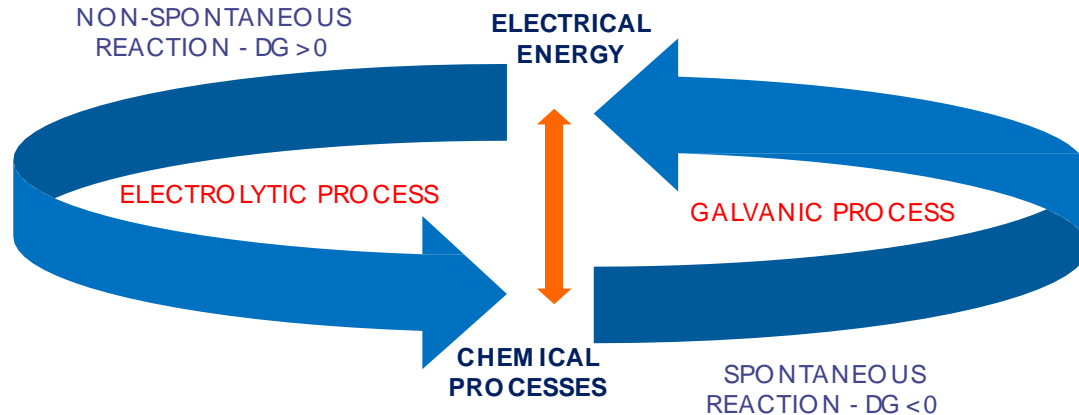 NON-SPONTANEOUS
REACTION - DG >0
ELECTRICAL
ENERGY
ELECTROLYTIC PROCESS
GALVANIC PROCESS
CHEMICAL
PROCESSES
SPONTANEOUS
REACTION - DG <0